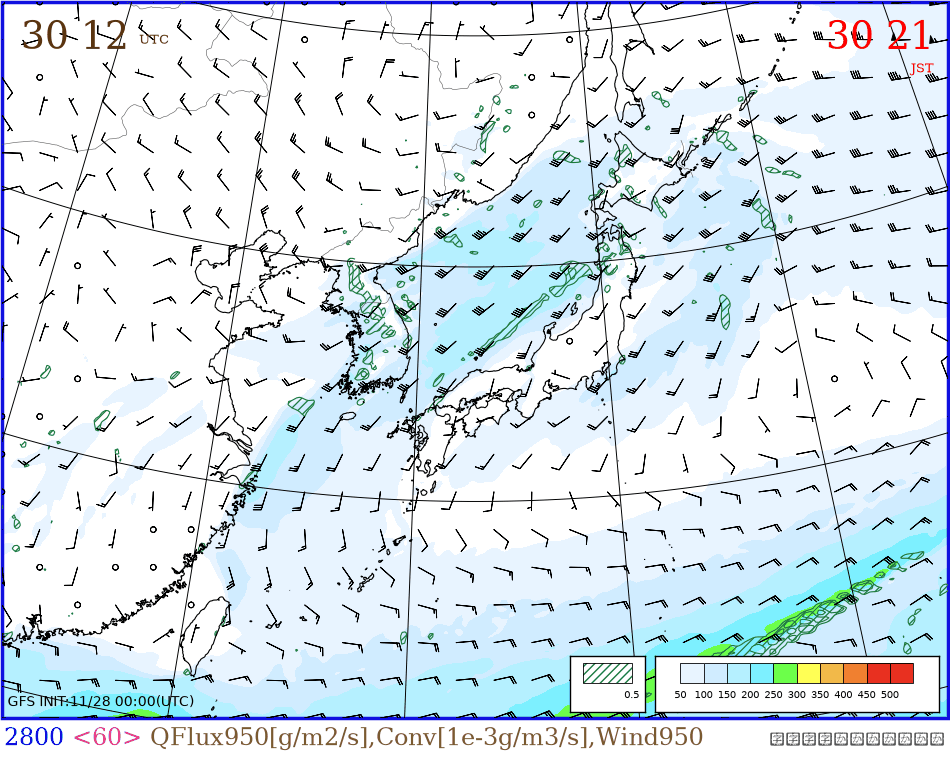 30 12 UTC
30 21
JST
0.5
50 100 150 200 250 300 350 400 450 500
GFS INIT:11/28 00:00(UTC)
2800 <60> QFlux950[g/m2/s],Conv[1e-3g/m3/s],Wind950